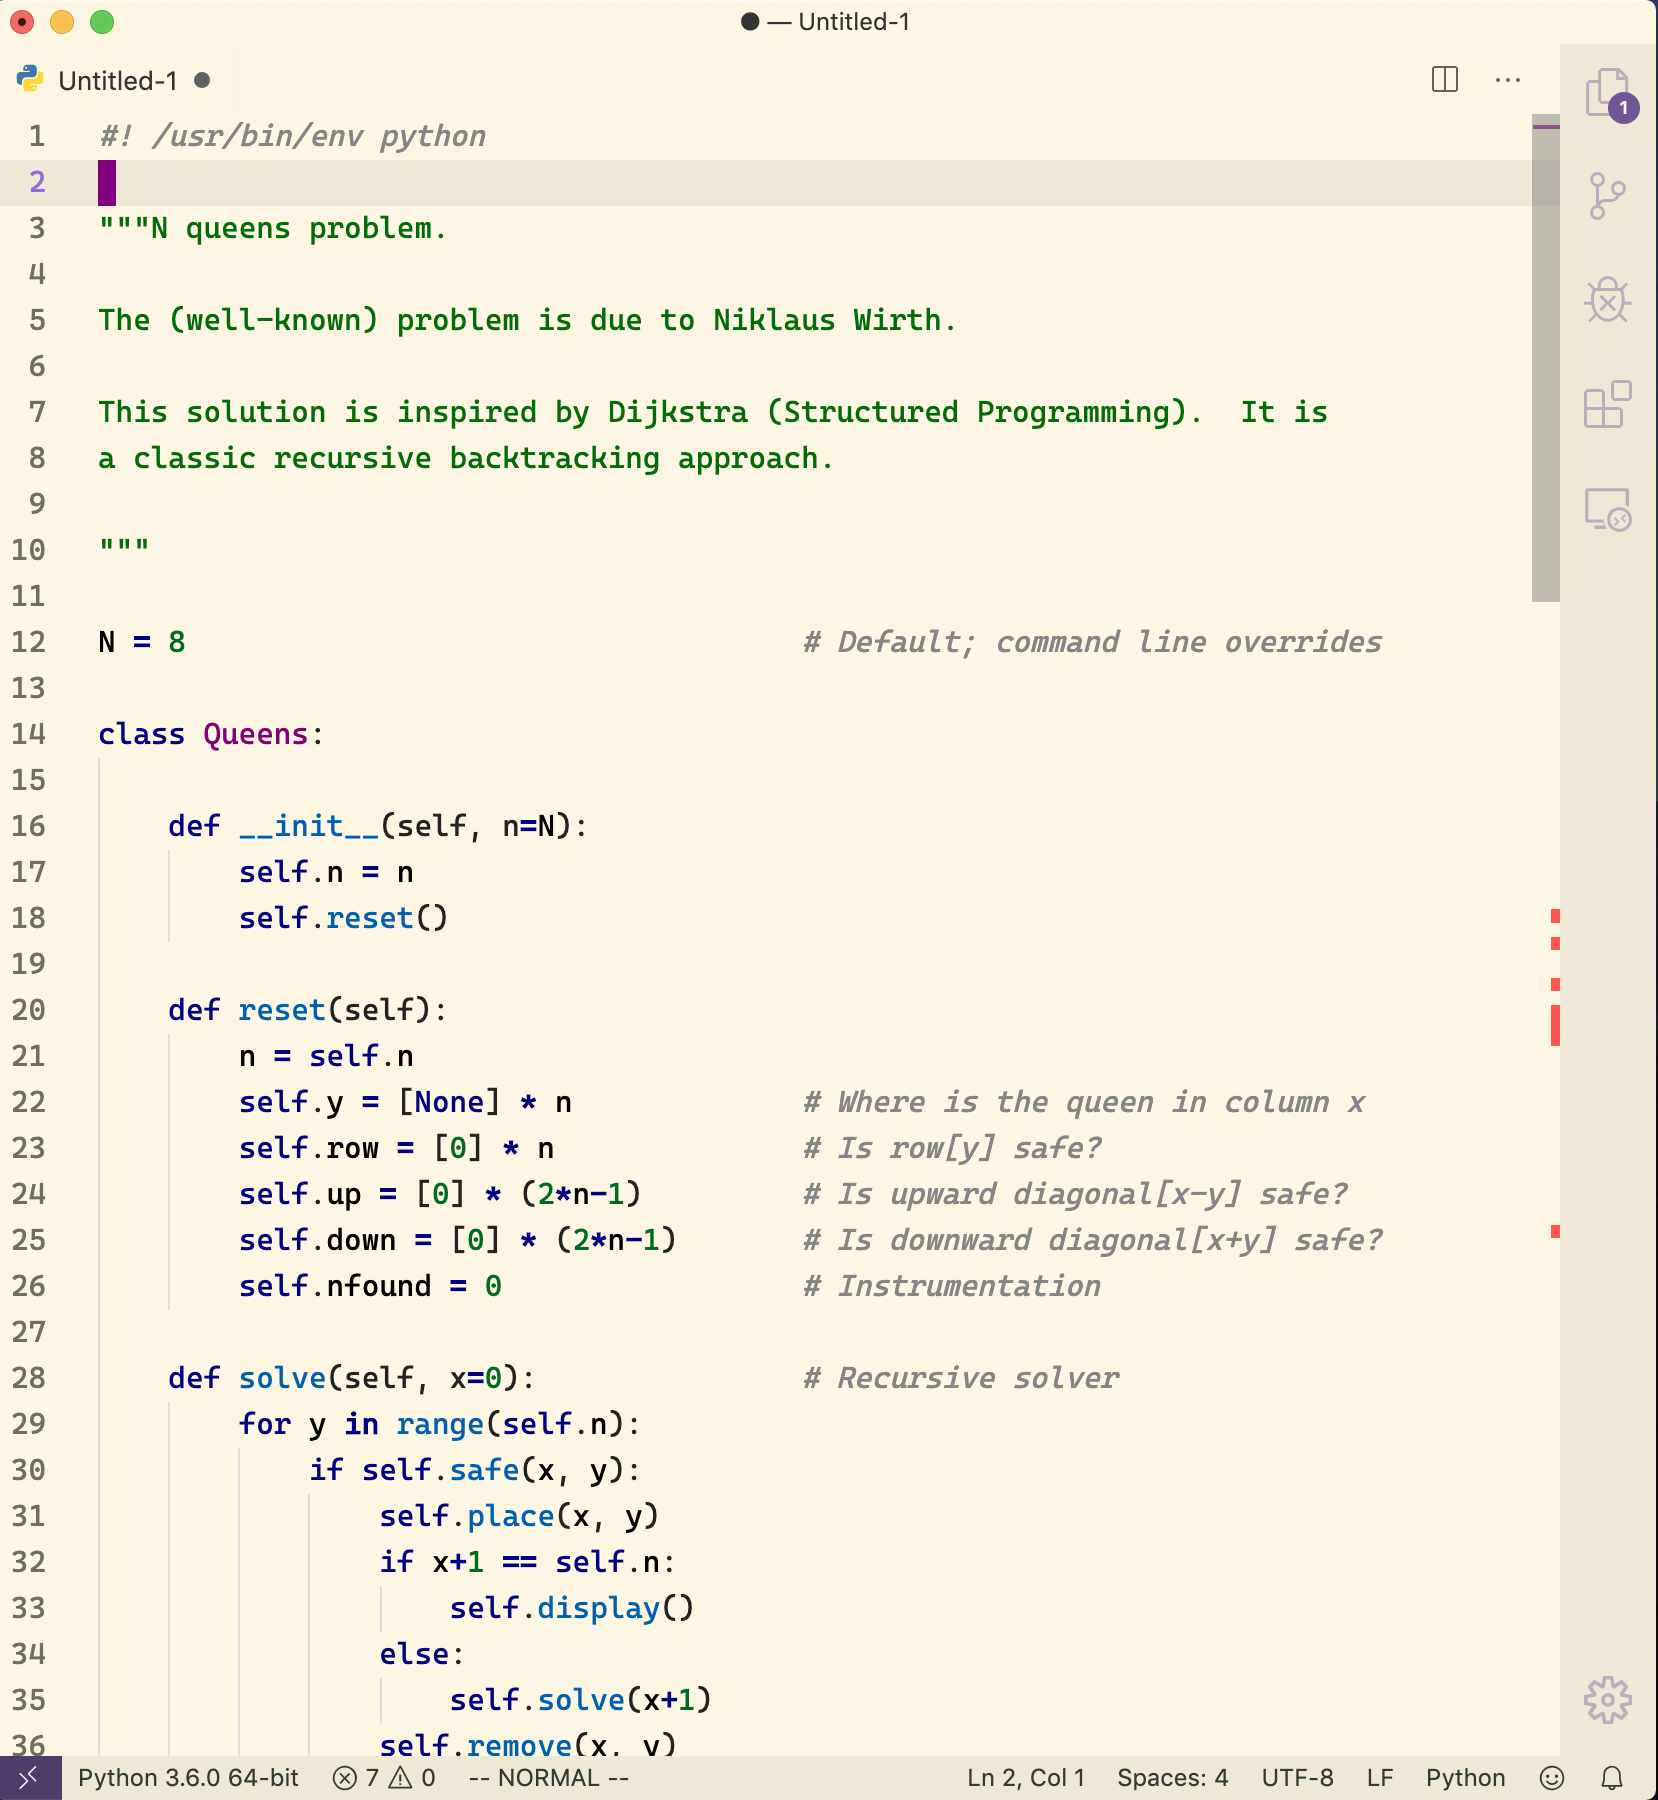 ● — Untitled-1
Untitled-1 ●
1
1 #! /usr/bin/env python
2
3 """N queens problem.
4
5 The (well-known) problem is due to Niklaus Wirth.
6
7 This solution is inspired by Dijkstra (Structured Programming).  It is
8 a classic recursive backtracking approach.
9
10 """
11
12 N = 8                                   # Default; command line overrides
13
14 class Queens:
15
16     def __init__(self, n=N):
17         self.n = n
18         self.reset()
19
20     def reset(self):
21         n = self.n
22         self.y = [None] * n             # Where is the queen in column x
23         self.row = [0] * n              # Is row[y] safe?
24         self.up = [0] * (2*n-1)         # Is upward diagonal[x-y] safe?
25         self.down = [0] * (2*n-1)       # Is downward diagonal[x+y] safe?
26         self.nfound = 0                 # Instrumentation
27
28     def solve(self, x=0):               # Recursive solver
29         for y in range(self.n):
30             if self.safe(x, y):
31                 self.place(x, y)
32                 if x+1 == self.n:
33                     self.display()
34                 else:
35                     self.solve(x+1)
36                 self.remove(x, y)
Python 3.6.0 64-bit 7 0 -- NORMAL -- Ln 2, Col 1 Spaces: 4 UTF-8 LF Python